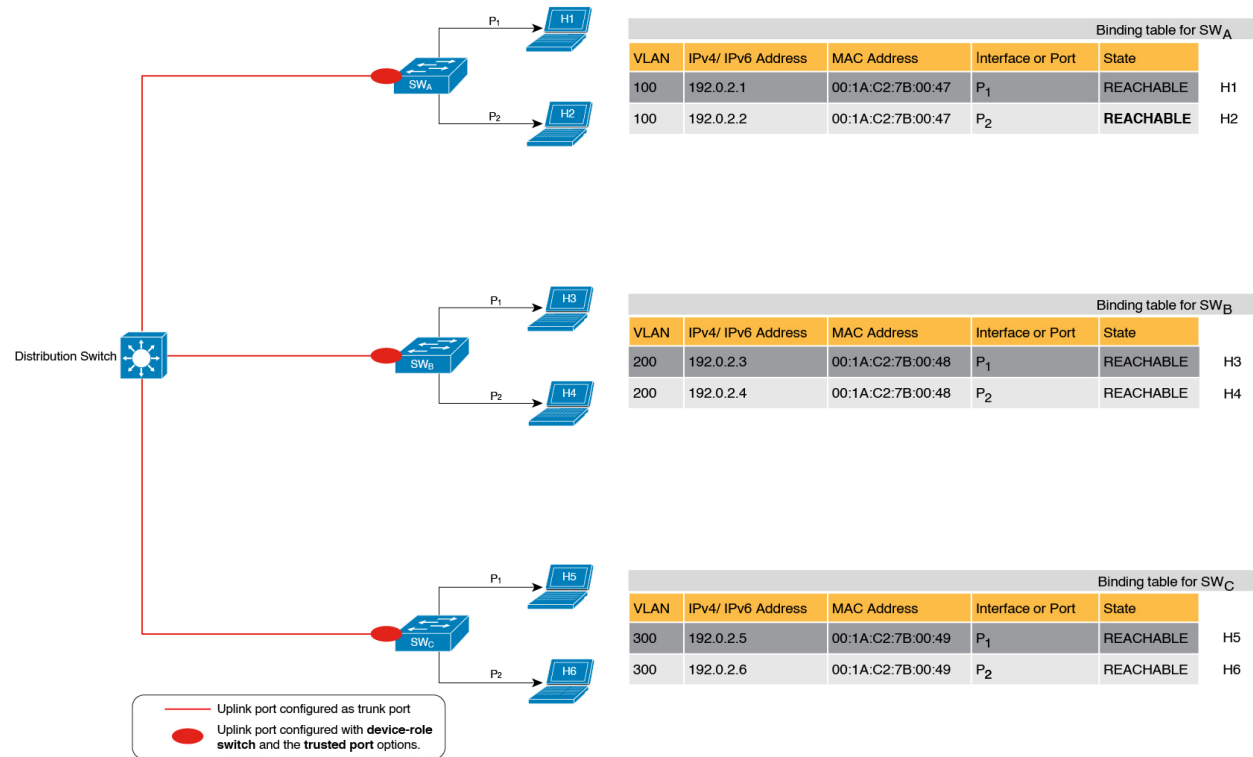 P1
H1
SWA
P2
H2
Binding table for SWA
VLAN IPv4/ IPv6 Address MAC Address Interface or Port State
100 192.0.2.1 00:1A:C2:7B:00:47 P1 REACHABLE H1
100 192.0.2.2 00:1A:C2:7B:00:47 P2 REACHABLE H2
Distribution Switch
P1
H3
SWB
P2
H4
Binding table for SWB
VLAN IPv4/ IPv6 Address MAC Address Interface or Port State
200 192.0.2.3 00:1A:C2:7B:00:48 P1 REACHABLE H3
200 192.0.2.4 00:1A:C2:7B:00:48 P2 REACHABLE H4
P1
H5
SWC
P2
H6
Binding table for SWC
VLAN IPv4/ IPv6 Address MAC Address Interface or Port State
300 192.0.2.5 00:1A:C2:7B:00:49 P1 REACHABLE H5
300 192.0.2.6 00:1A:C2:7B:00:49 P2 REACHABLE H6
Uplink port configured as trunk port
Uplink port configured with device-role
switch and the trusted port options.